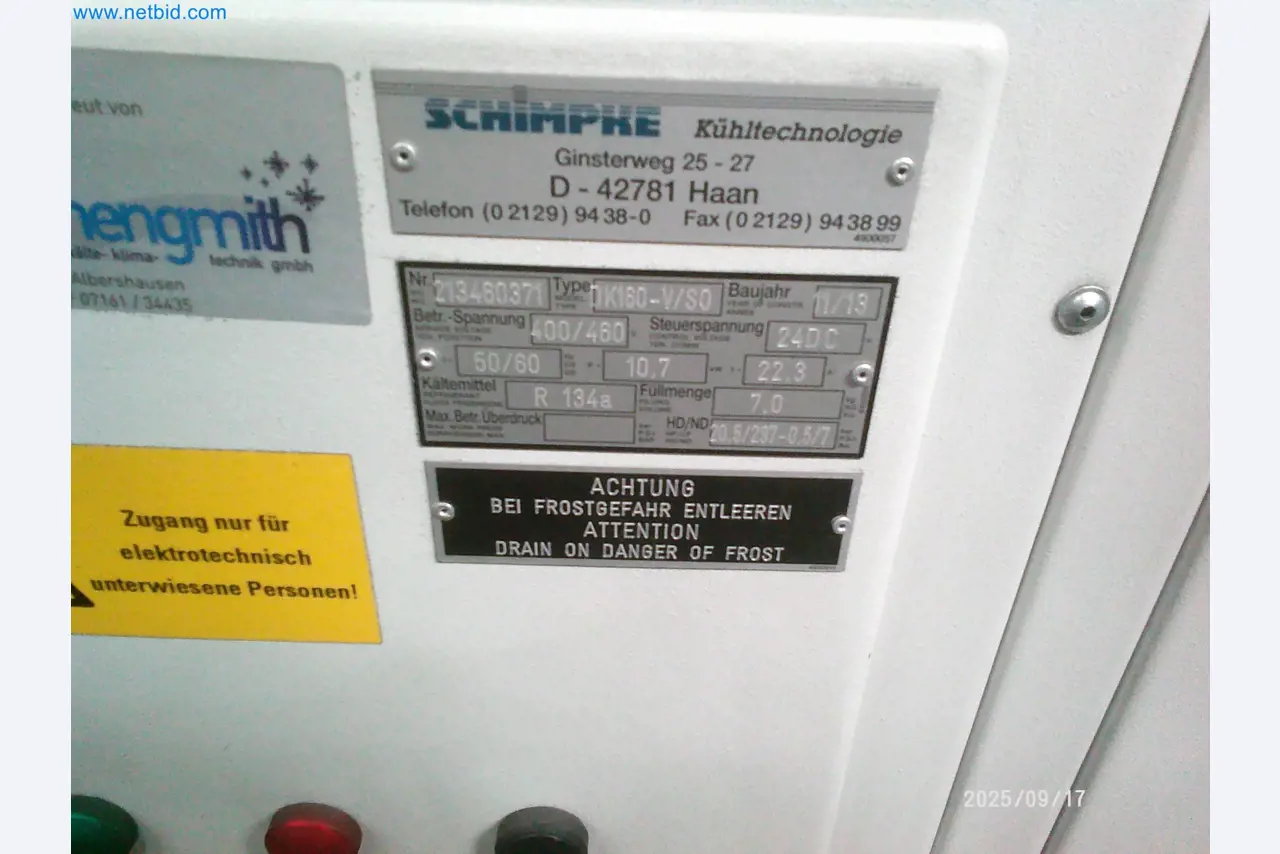 www.netbid.com
eut von
hengmith
kälte- klima- technik gmbh
Albershausen
07161 / 34435
SCHIMPKE Kühltechnologie
Ginsterweg 25 - 27
D - 42781 Haan
Telefon (0 2129) 94 38-0 Fax (0 2129) 94 38 99
Nr. 213460371 Type IK160-V/SO Baujahr 11/13
Betr.-Spannung 400/460 Steuerspannung 24DC
50/60 P= 10.7 kW I= 22.3
Kältemittel R 134a Füllmenge 7.0
Max. Betr. Überdruck HD/ND 20.5/297-0.5/7
ACHTUNG
BEI FROSTGEFAHR ENTLEEREN
ATTENTION
DRAIN ON DANGER OF FROST
Zugang nur für
elektrotechnisch
unterwiesene Personen!
2025/09/17